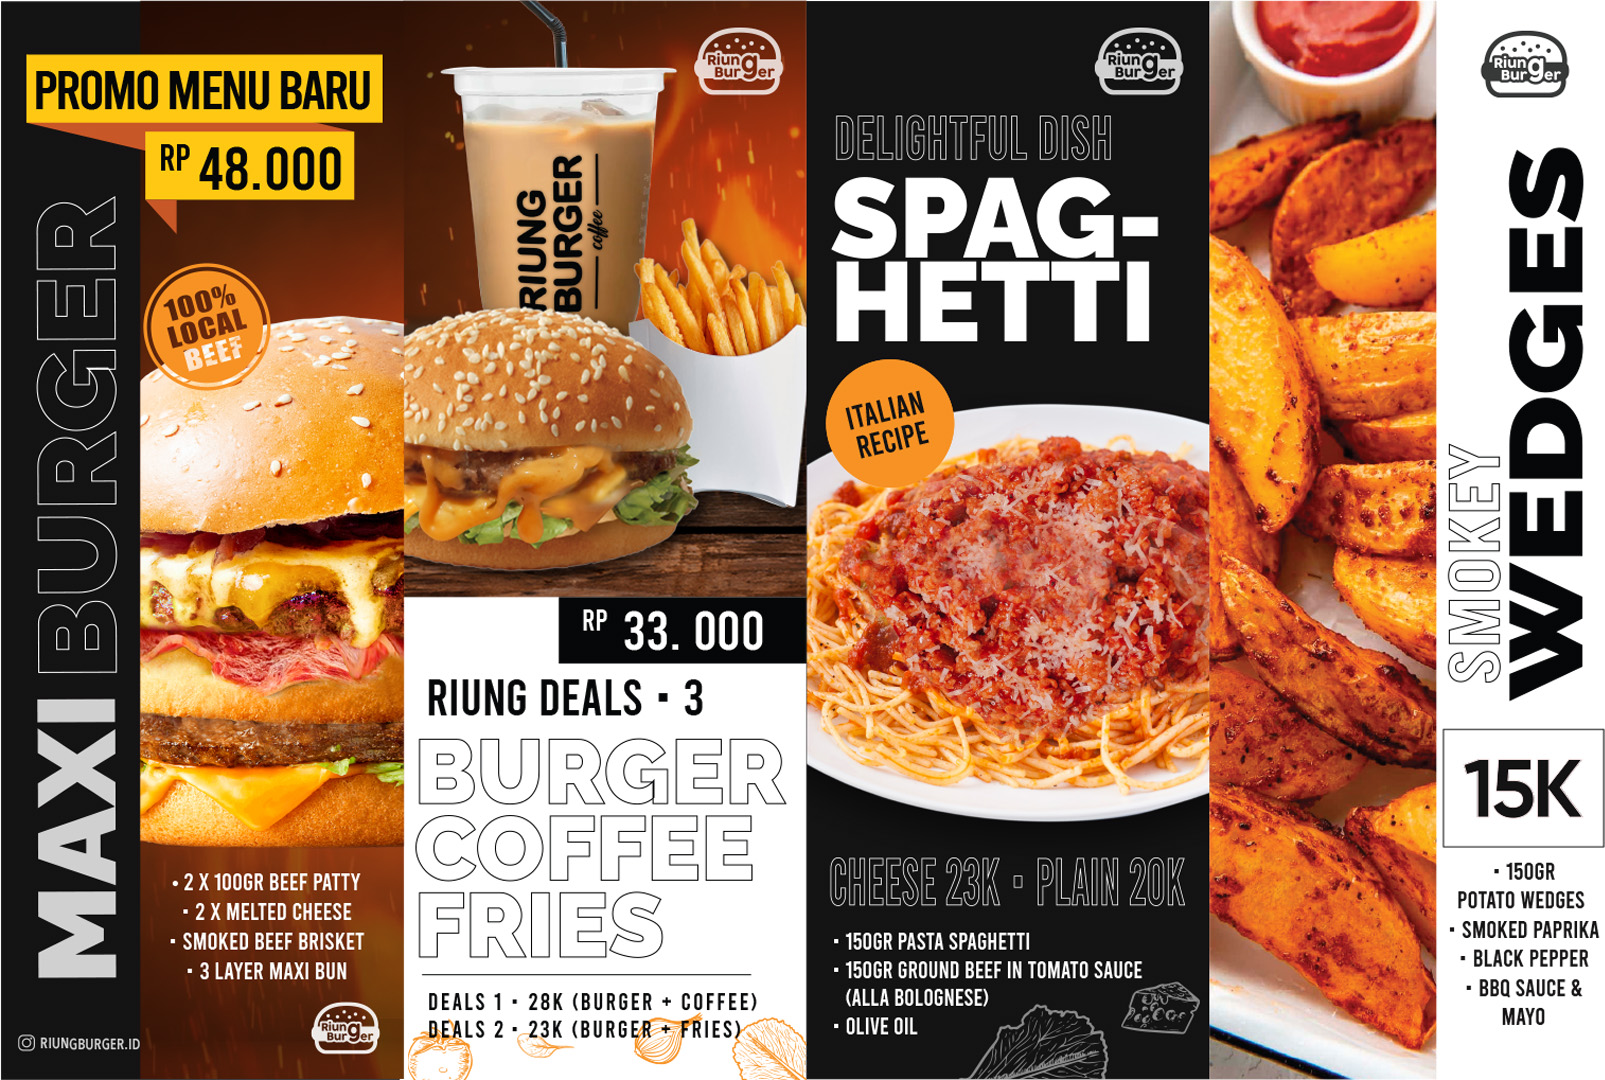 PROMO MENU BARU
RP 48.000
MAXI BURGER
100%
LOCAL
BEEF
• 2 X 100GR BEEF PATTY
• 2 X MELTED CHEESE
• SMOKED BEEF BRISKET
• 3 LAYER MAXI BUN
RIUNGBURGER.ID
Riung
Burger
Riung
Burger
RIUNG
BURGER
coffee
RP 33. 000
RIUNG DEALS • 3
BURGER
COFFEE
FRIES
DEALS 1 • 28K (BURGER + COFFEE)
DEALS 2 • 23K (BURGER + FRIES)
Riung
Burger
DELIGHTFUL DISH
SPAG-
HETTI
ITALIAN
RECIPE
CHEESE 23K • PLAIN 20K
• 150GR PASTA SPAGHETTI
• 150GR GROUND BEEF IN TOMATO SAUCE
(ALLA BOLOGNESE)
• OLIVE OIL
Riung
Burger
SMOKEY
WEDGES
15K
• 150GR
POTATO WEDGES
• SMOKED PAPRIKA
• BLACK PEPPER
• BBQ SAUCE &
MAYO